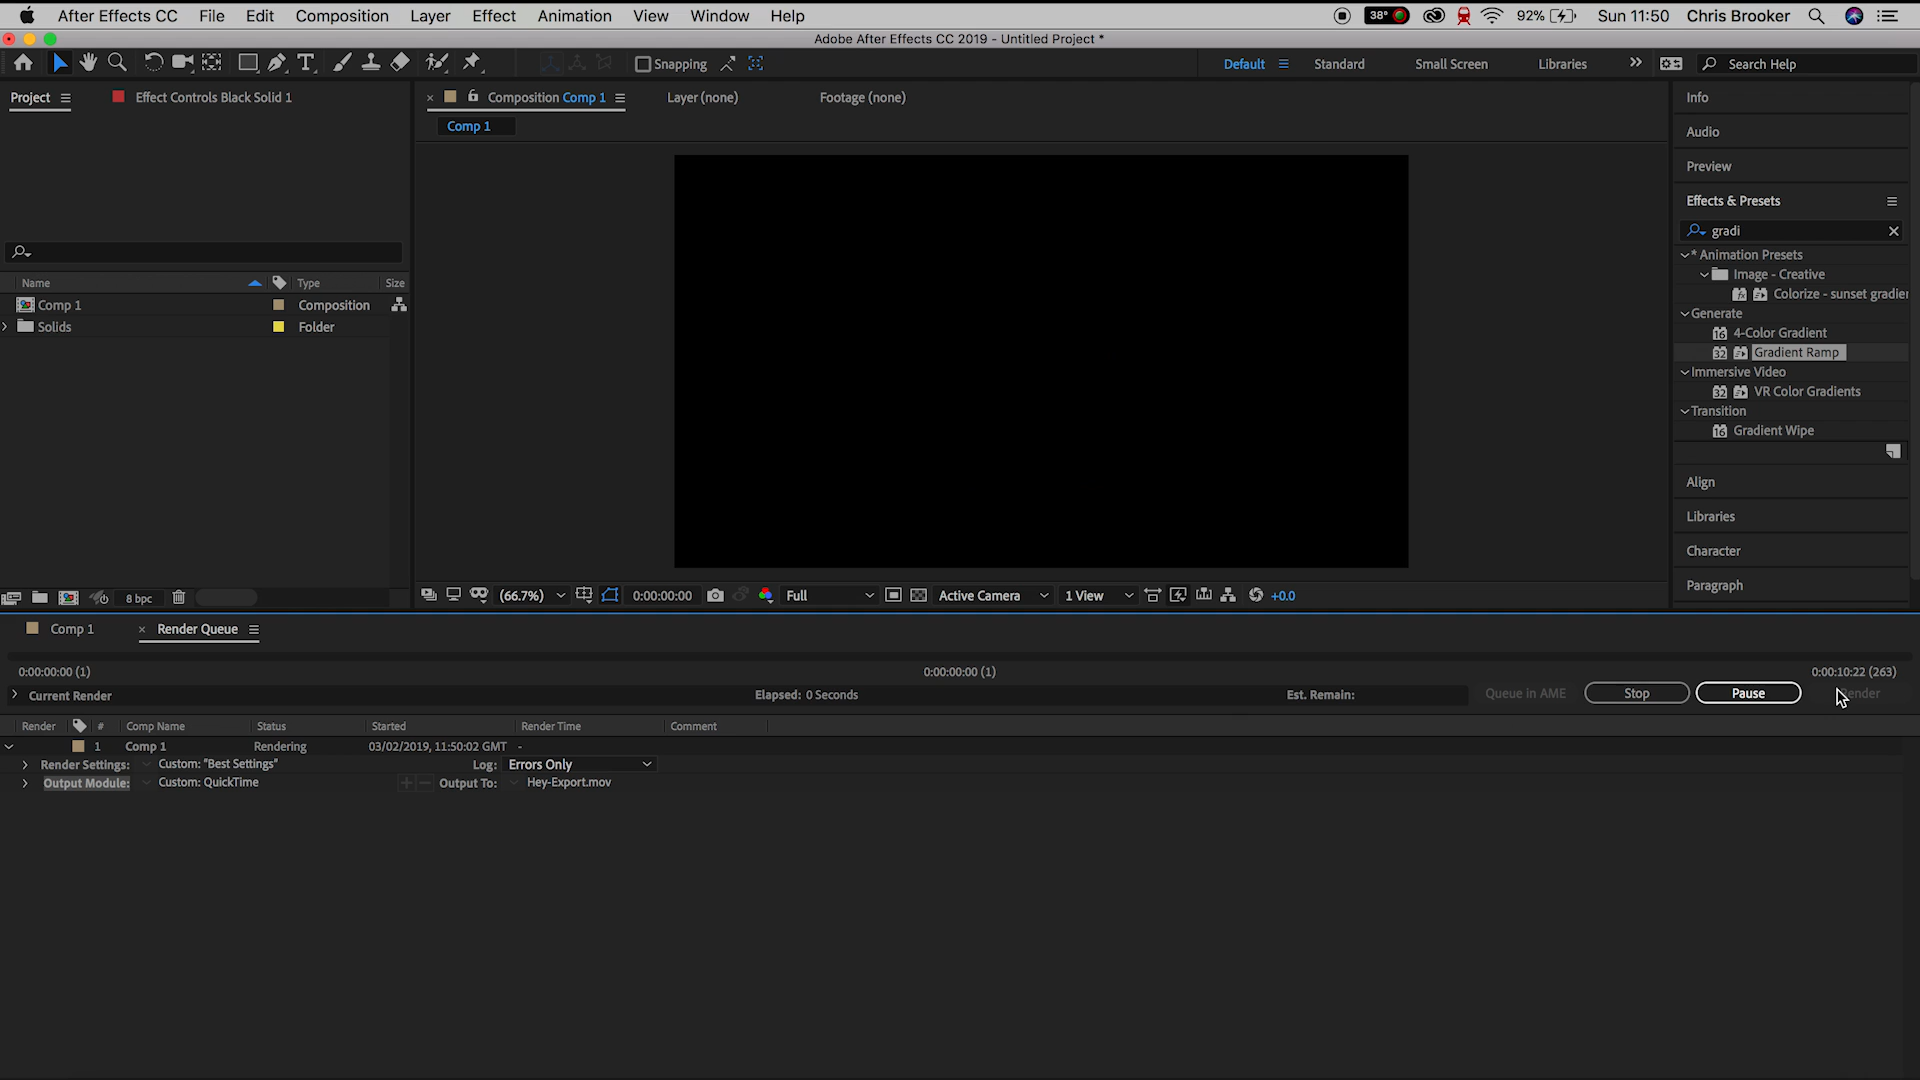 After Effects CC File Edit Composition Layer Effect Animation View Window Help 38° 92% Sun 11:50 Chris Brooker
Adobe After Effects CC 2019 - Untitled Project *
Snapping Default Standard Small Screen Libraries Search Help
Project Effect Controls Black Solid 1 Composition Comp 1 Layer (none) Footage (none)
Comp 1
Info
Audio
Preview
Effects & Presets
gradi
* Animation Presets
Image - Creative
Colorize - sunset gradier
Generate
16 4-Color Gradient
32 Gradient Ramp
Immersive Video
32 VR Color Gradients
Transition
16 Gradient Wipe
Align
Libraries
Character
Paragraph
Name Type Size
Comp 1 Composition
Solids Folder
8 bpc
(66.7%) 0:00:00:00 Full Active Camera 1 View +0.0
Comp 1 Render Queue
0:00:00:00 (1) 0:00:00:00 (1) 0:00:10:22 (263)
Current Render Elapsed: 0 Seconds Est. Remain: Queue in AME Stop Pause Render
Render # Comp Name Status Started Render Time Comment
1 Comp 1 Rendering 03/02/2019, 11:50:02 GMT -
Render Settings: Custom: "Best Settings" Log: Errors Only
Output Module: Custom: QuickTime Output To: Hey-Export.mov